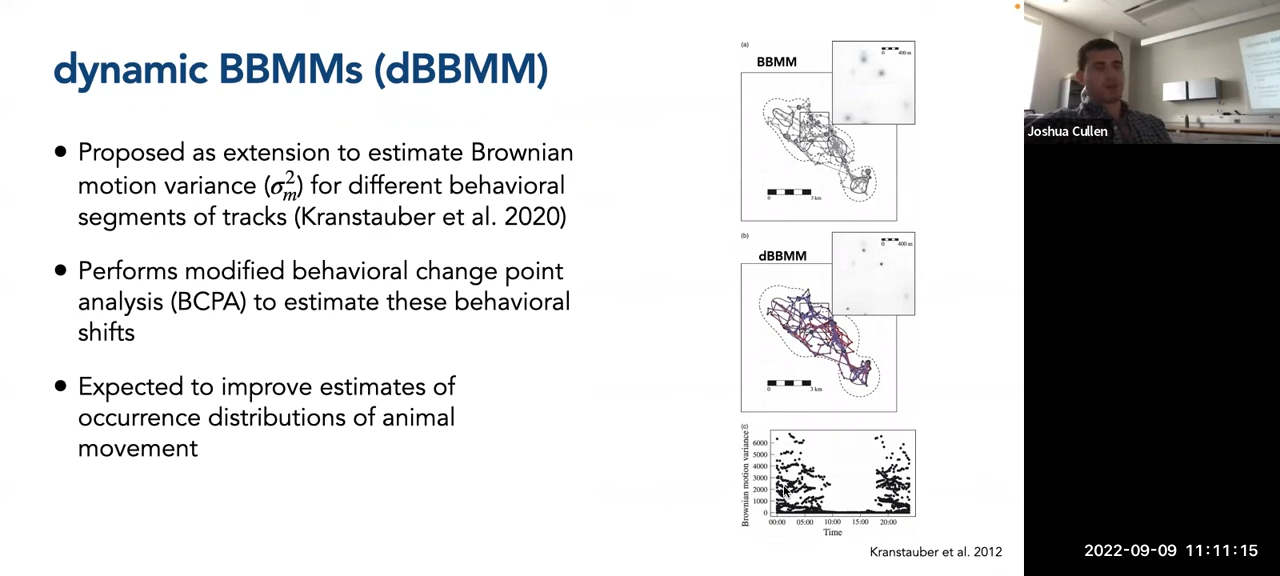 dynamic BBMMs (dBBMM)
● Proposed as extension to estimate Brownian
motion variance (σ²ₘ) for different behavioral
segments of tracks (Kranstauber et al. 2020)
● Performs modified behavioral change point
analysis (BCPA) to estimate these behavioral
shifts
● Expected to improve estimates of
occurrence distributions of animal
movement
(a)
BBMM
0 400 m
0 3 km
(b)
dBBMM
0 400 m
0 3 km
(c)
Brownian motion variance
6000
5000
4000
3000
2000
1000
0
00:00 05:00 10:00 15:00 20:00
Time
Kranstauber et al. 2012
Joshua Cullen
2022-09-09 11:11:15